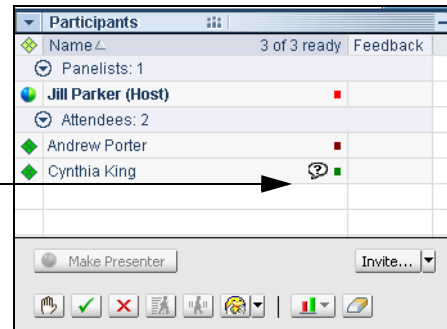 Participants
Name 3 of 3 ready Feedback
Panelists: 1
Jill Parker (Host)
Attendees: 2
Andrew Porter
Cynthia King
?
Make Presenter Invite...